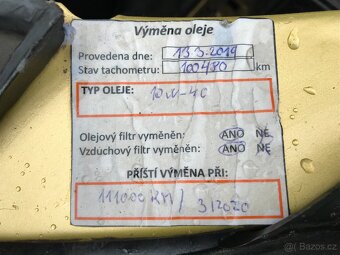 Výměna oleje
Provedena dne: 13.3.2019
Stav tachometru: 100480 km
TYP OLEJE: 10W-40
Olejový filtr vyměněn: ANO NE
Vzduchový filtr vyměněn: ANO NE
PŘÍŠTÍ VÝMĚNA PŘI:
111000 KM / 3/2020
© Bazos.cz